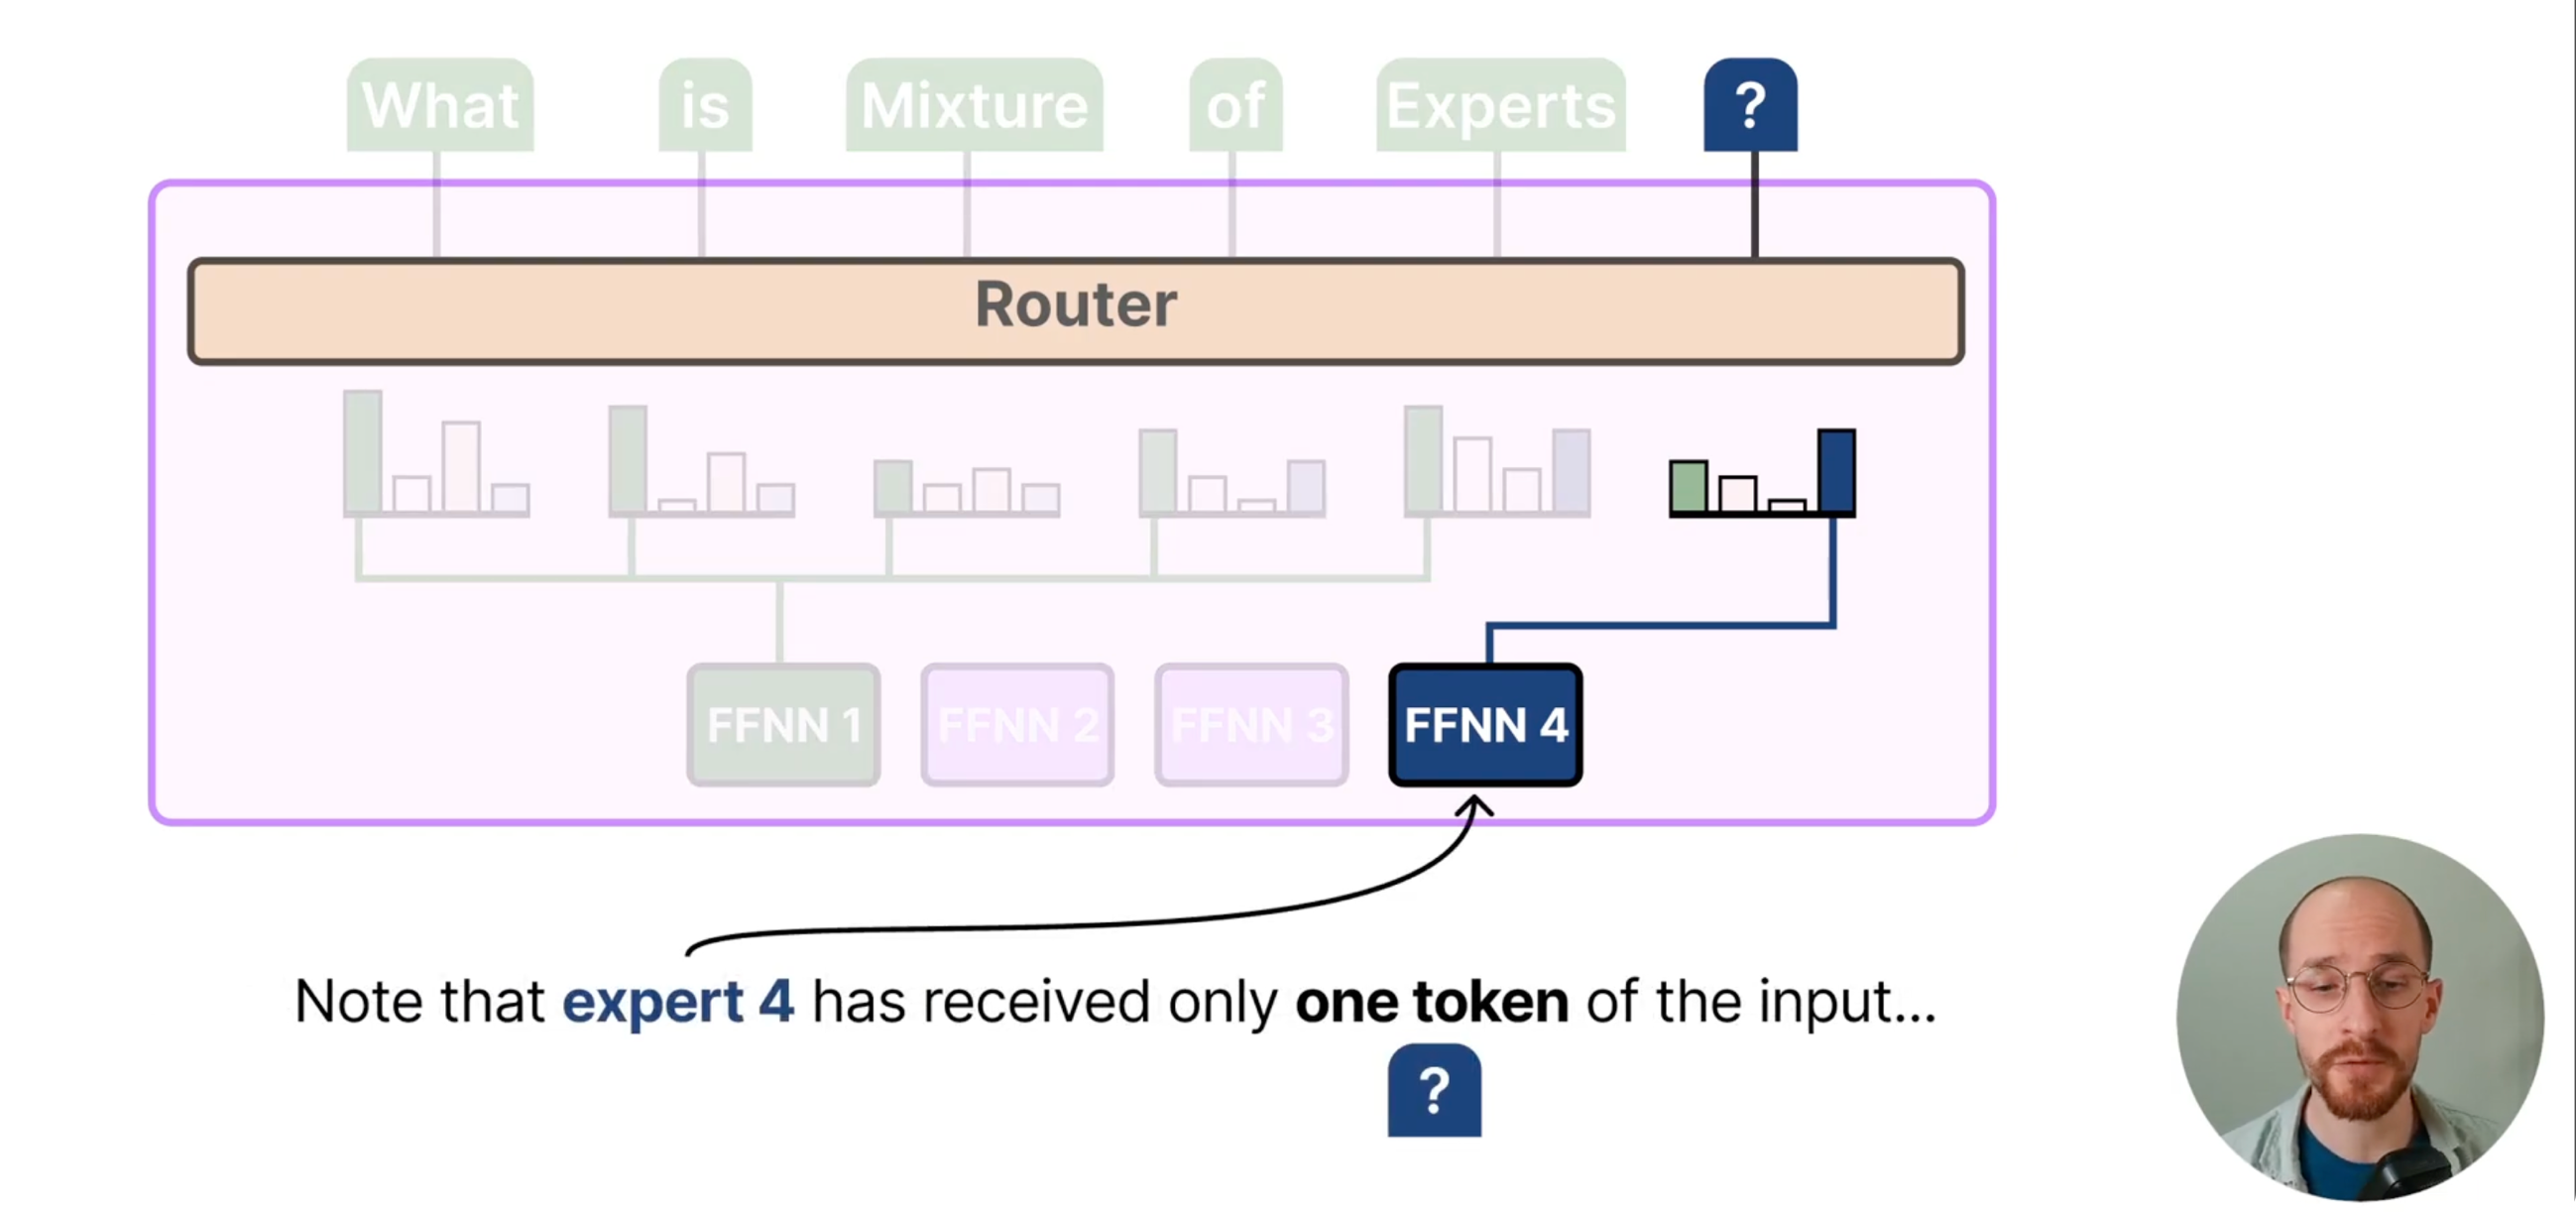 What is Mixture of Experts ?
Router
FFNN 1 FFNN 2 FFNN 3 FFNN 4
Note that expert 4 has received only one token of the input...
?